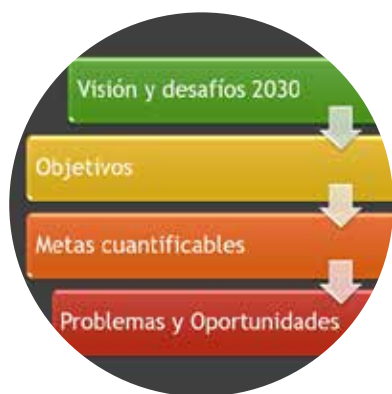 Visión y desafíos 2030
Objetivos
Metas cuantificables
Problemas y Oportunidades